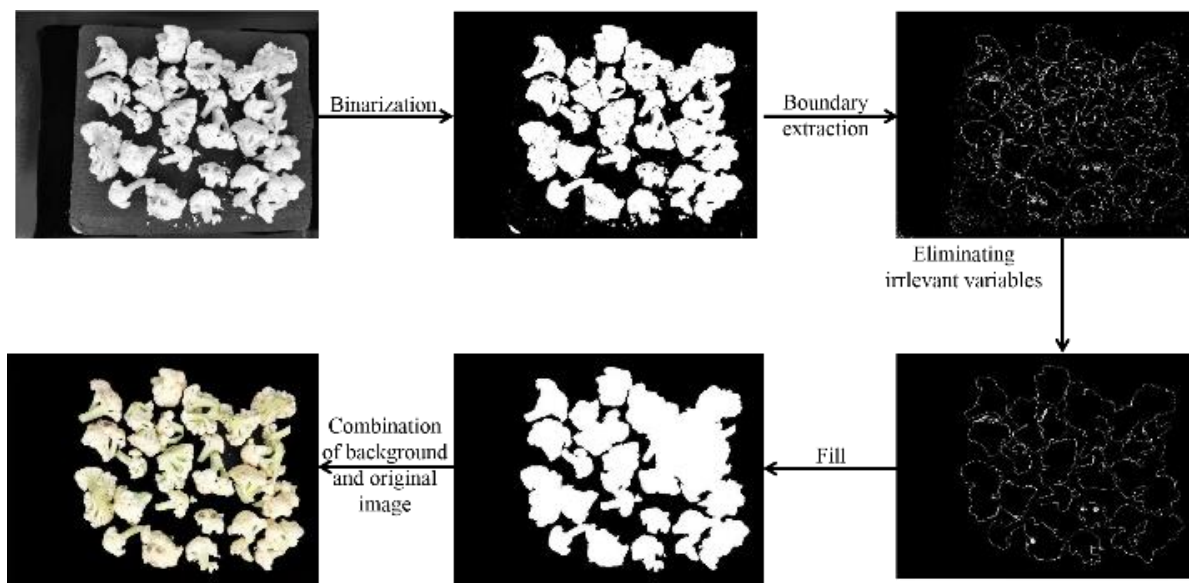 Binarization
Boundary
extraction
Eliminating
irrlevant variables
Fill
Combination
of background
and original
image